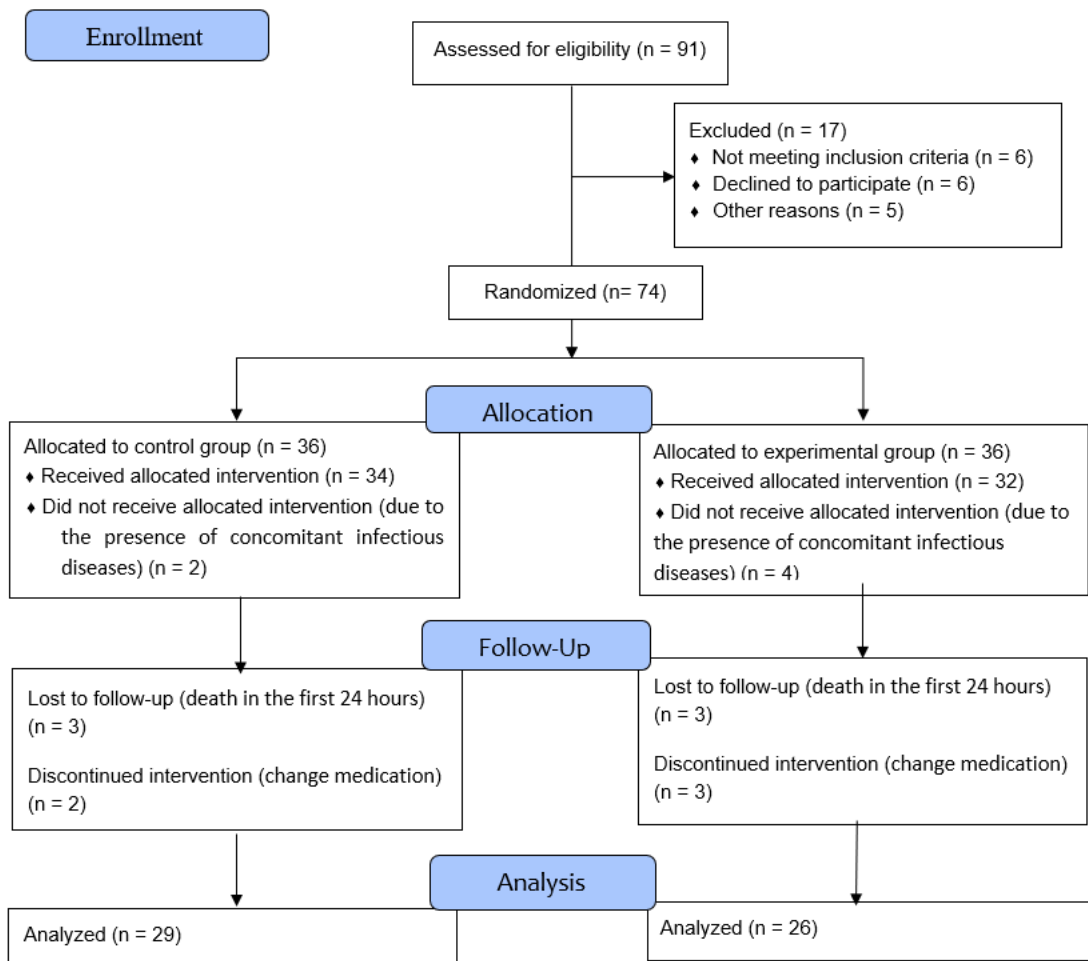 Enrollment
Assessed for eligibility (n = 91)
Excluded (n = 17)
♦ Not meeting inclusion criteria (n = 6)
♦ Declined to participate (n = 6)
♦ Other reasons (n = 5)
Randomized (n= 74)
Allocation
Allocated to control group (n = 36)
♦ Received allocated intervention (n = 34)
♦ Did not receive allocated intervention (due to
the presence of concomitant infectious
diseases) (n = 2)
Allocated to experimental group (n = 36)
♦ Received allocated intervention (n = 32)
♦ Did not receive allocated intervention (due to
the presence of concomitant infectious
diseases) (n = 4)
Follow-Up
Lost to follow-up (death in the first 24 hours)
(n = 3)
Discontinued intervention (change medication)
(n = 2)
Lost to follow-up (death in the first 24 hours)
(n = 3)
Discontinued intervention (change medication)
(n = 3)
Analysis
Analyzed (n = 29)
Analyzed (n = 26)